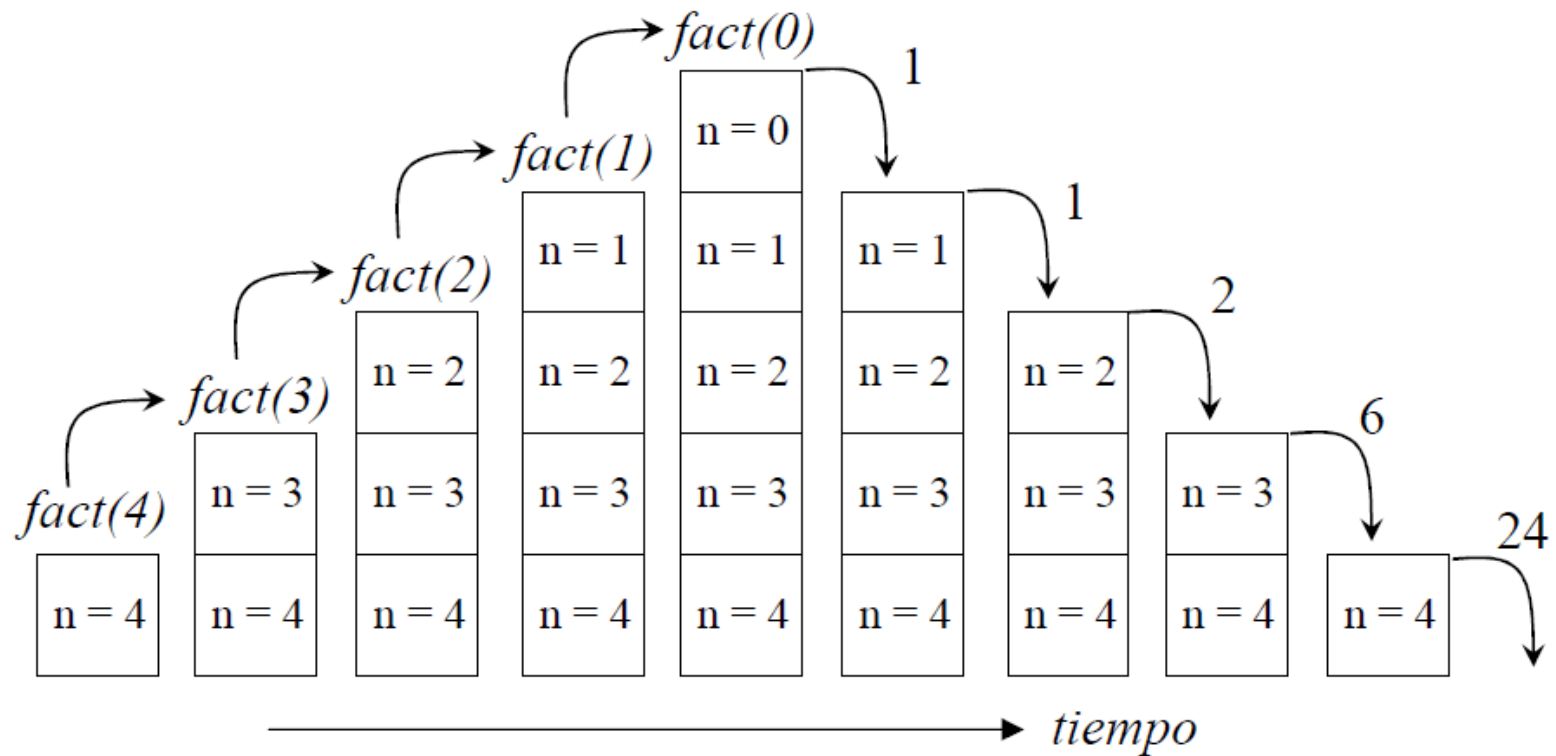 fact(0)
1
n = 0
fact(1)
1
n = 1
n = 1
n = 1
fact(2)
2
n = 2
n = 2
n = 2
n = 2
n = 2
fact(3)
6
n = 3
n = 3
n = 3
n = 3
n = 3
n = 3
n = 3
fact(4)
24
n = 4
n = 4
n = 4
n = 4
n = 4
n = 4
n = 4
n = 4
n = 4
tiempo